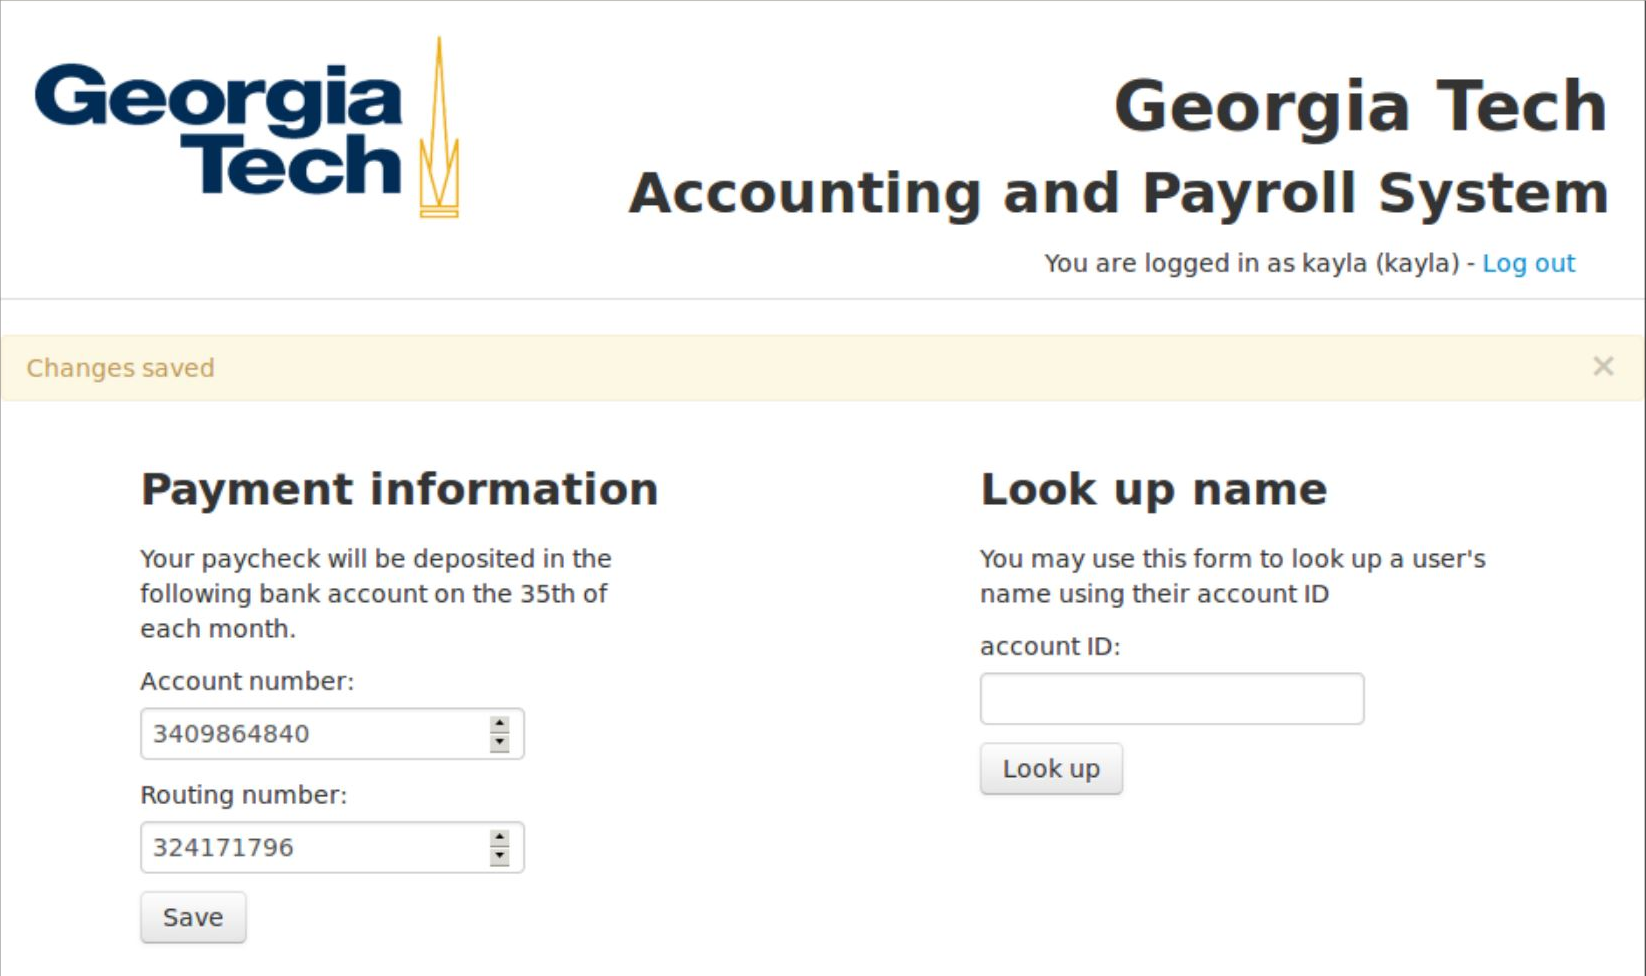 Georgia
Tech
Georgia Tech
Accounting and Payroll System
You are logged in as kayla (kayla) - Log out
Changes saved
×
Payment information
Your paycheck will be deposited in the
following bank account on the 35th of
each month.
Account number:
3409864840
Routing number:
324171796
Save
Look up name
You may use this form to look up a user's
name using their account ID
account ID:
Look up